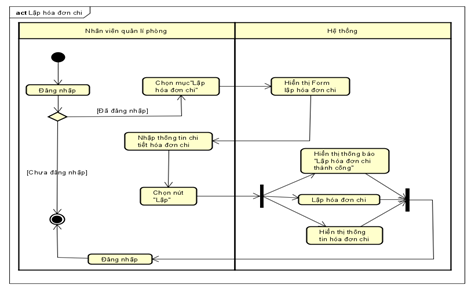 act Lập hóa đơn chi
Nhân viên quản lí phòng
Hệ thống
Đăng nhập
Chọn mục"Lập
hóa đơn chi"
Hiển thị Form
lập hóa đơn chi
[Đã đăng nhập]
Nhập thống tin chi
tiết hóa đơn chi
Hiển thị thông báo
"Lập hóa đơn chi
thành công"
[Chưa đăng nhập]
Chọn nút
"Lập"
Lập hóa đơn chi
Hiển thị thông
tin hóa đơn chi
Đăng nhập